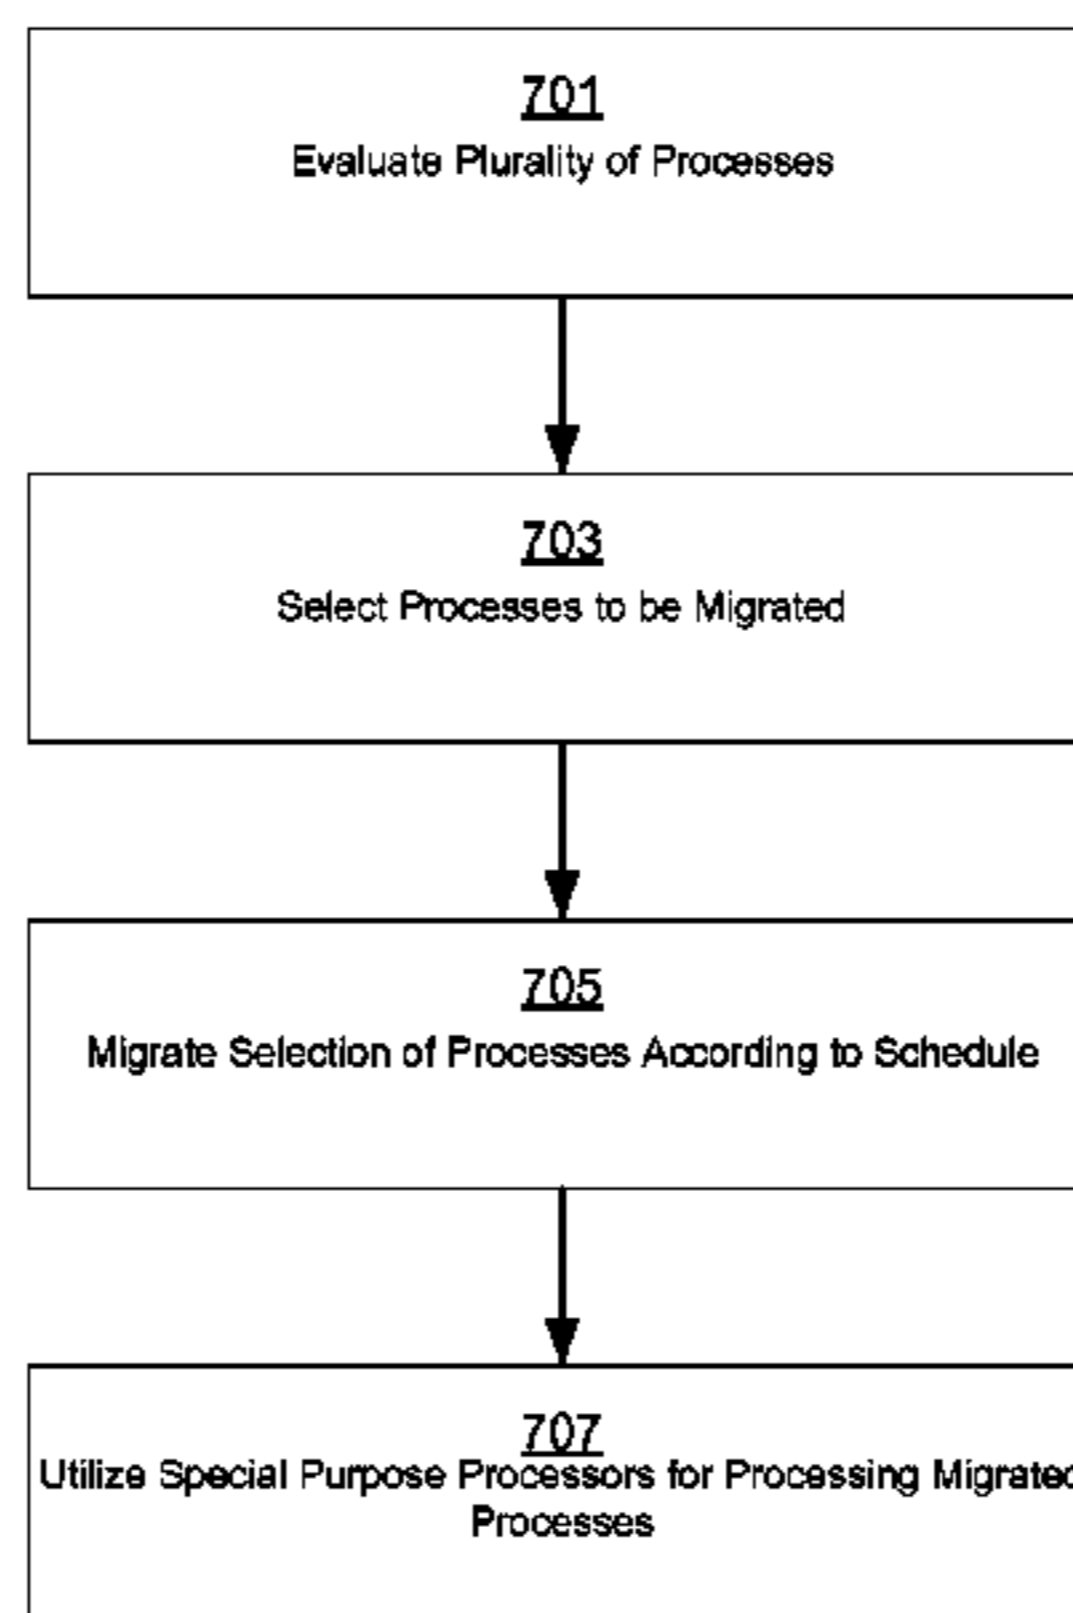 701
Evaluate Plurality of Processes
703
Select Processes to be Migrated
705
Migrate Selection of Processes According to Schedule
707
Utilize Special Purpose Processors for Processing Migrated
Processes